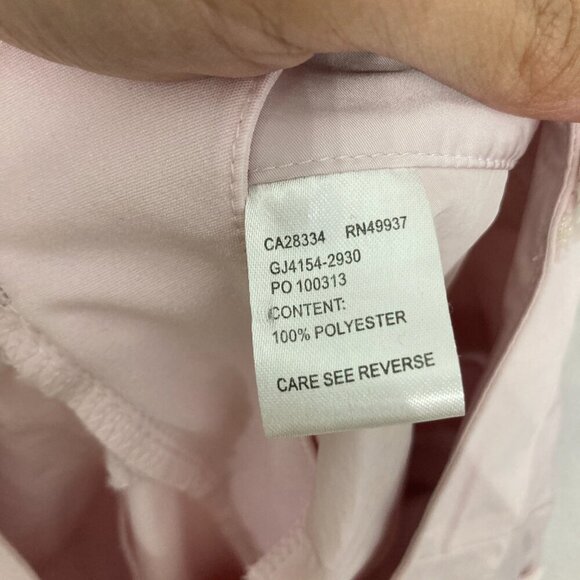 CA28334 RN49937
GJ4154-2930
PO 100313
CONTENT:
100% POLYESTER
CARE SEE REVERSE